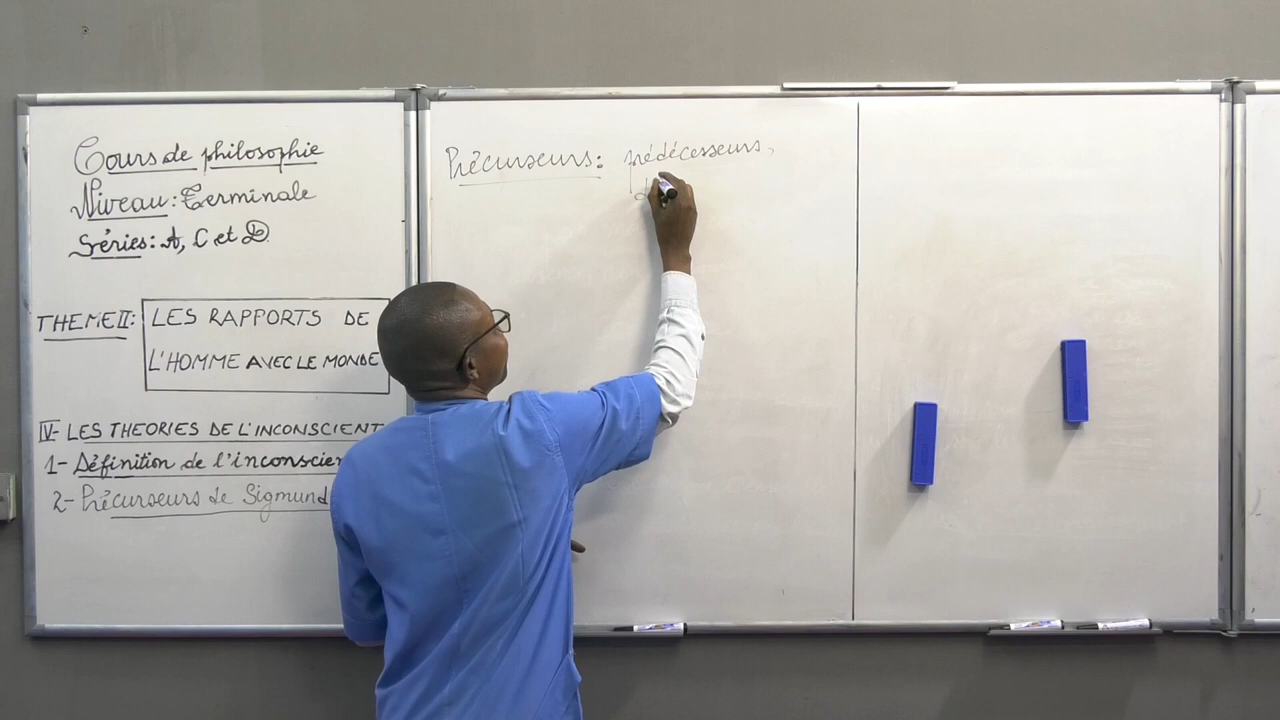 Cours de philosophie
Niveau : Terminale
Séries : A, C et D.
THEME II :
LES RAPPORTS DE
L'HOMME AVEC LE MONDE
IV- LES THEORIES DE L'INCONSCIENT
1- Définition de l'inconscien
2- Précurseurs de Sigmund
Précurseurs : prédécesseurs,